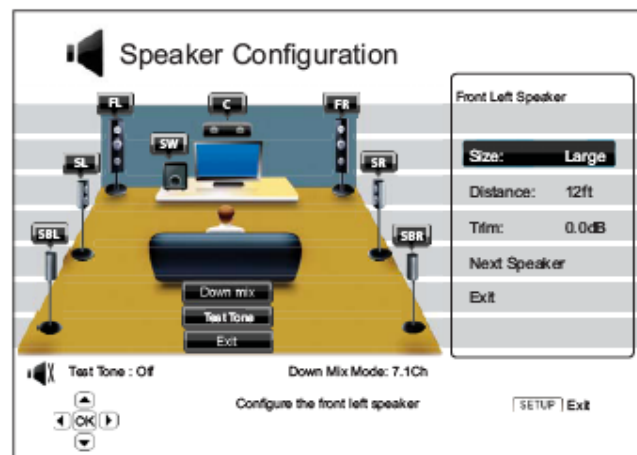 Speaker Configuration
FL
C
FR
SW
SL
SR
SBL
SBR
Down mix
Test Tone
Exit
Front Left Speaker
Size: Large
Distance: 12ft
Trim: 0.0dB
Next Speaker
Exit
Test Tone : Off
Down Mix Mode: 7.1Ch
OK
Configure the front left speaker
SETUP Exit